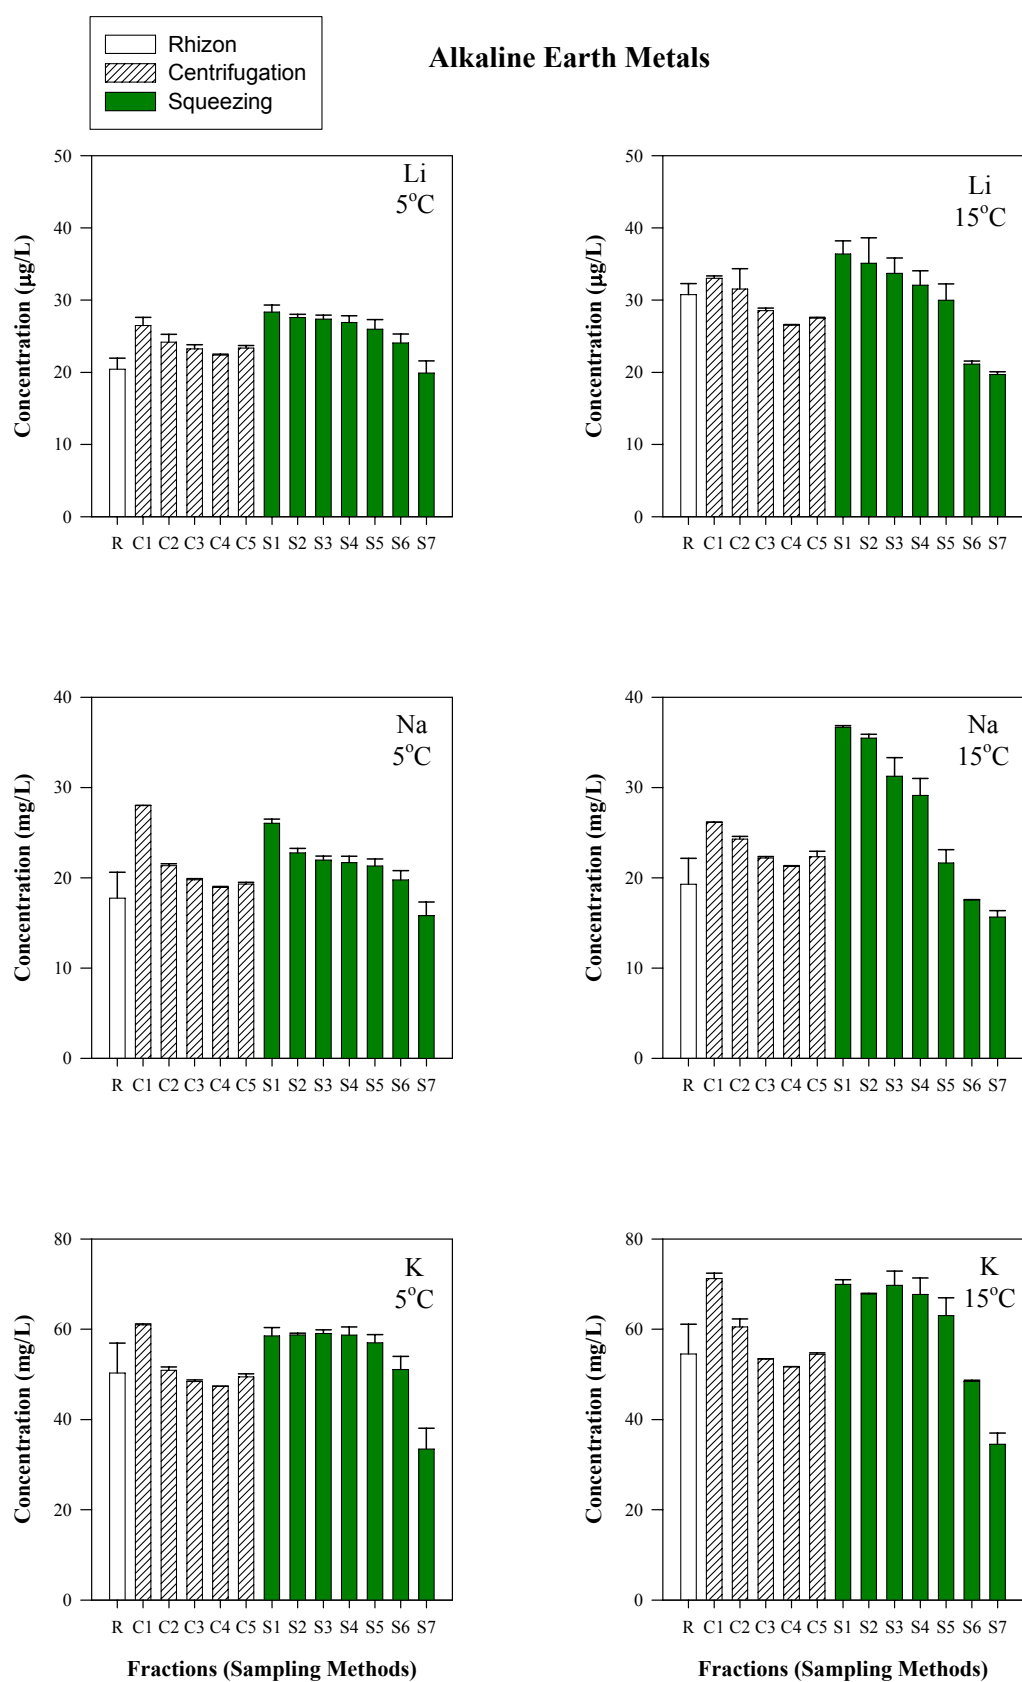 Rhizon
Centrifugation
Squeezing
Alkaline Earth Metals
Concentration (µg/L)
50
40
30
20
10
0
Li
5°C
R C1 C2 C3 C4 C5 S1 S2 S3 S4 S5 S6 S7
Concentration (µg/L)
50
40
30
20
10
0
Li
15°C
R C1 C2 C3 C4 C5 S1 S2 S3 S4 S5 S6 S7
Concentration (mg/L)
40
30
20
10
0
Na
5°C
R C1 C2 C3 C4 C5 S1 S2 S3 S4 S5 S6 S7
Concentration (mg/L)
40
30
20
10
0
Na
15°C
R C1 C2 C3 C4 C5 S1 S2 S3 S4 S5 S6 S7
Concentration (mg/L)
80
60
40
20
0
K
5°C
R C1 C2 C3 C4 C5 S1 S2 S3 S4 S5 S6 S7
Fractions (Sampling Methods)
Concentration (mg/L)
80
60
40
20
0
K
15°C
R C1 C2 C3 C4 C5 S1 S2 S3 S4 S5 S6 S7
Fractions (Sampling Methods)